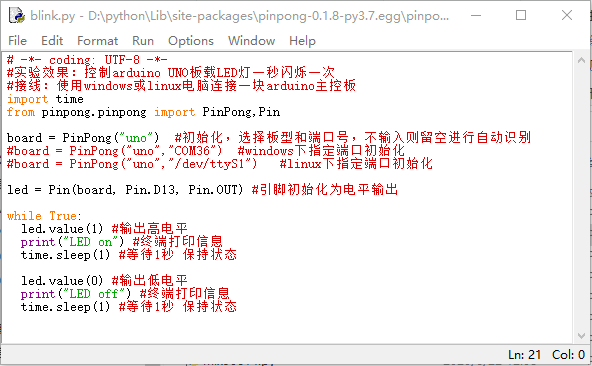 blink.py - D:\python\Lib\site-packages\pinpong-0.1.8-py3.7.egg\pinpo...
File Edit Format Run Options Window Help
# -*- coding: UTF-8 -*-
#实验效果：控制arduino UNO板载LED灯一秒闪烁一次
#接线：使用windows或linux电脑连接一块arduino主控板
import time
from pinpong.pinpong import PinPong,Pin
board = PinPong("uno")  #初始化，选择板型和端口号，不输入则留空进行自动识别
#board = PinPong("uno","COM36")  #windows下指定端口初始化
#board = PinPong("uno","/dev/ttyS1")   #linux下指定端口初始化
led = Pin(board, Pin.D13, Pin.OUT) #引脚初始化为电平输出
while True:
  led.value(1) #输出高电平
  print("LED on") #终端打印信息
  time.sleep(1) #等待1秒 保持状态
  led.value(0) #输出低电平
  print("LED off") #终端打印信息
  time.sleep(1) #等待1秒 保持状态
Ln: 21 Col: 0